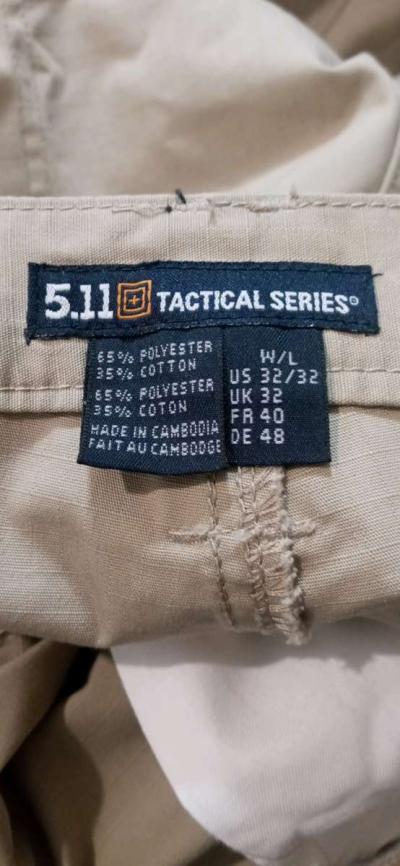 5.11 TACTICAL SERIES®
65% POLYESTER
35% COTTON
65% POLYESTER
35% COTON
MADE IN CAMBODIA
FAIT AU CAMBODGE
W/L
US 32/32
UK 32
FR 40
DE 48